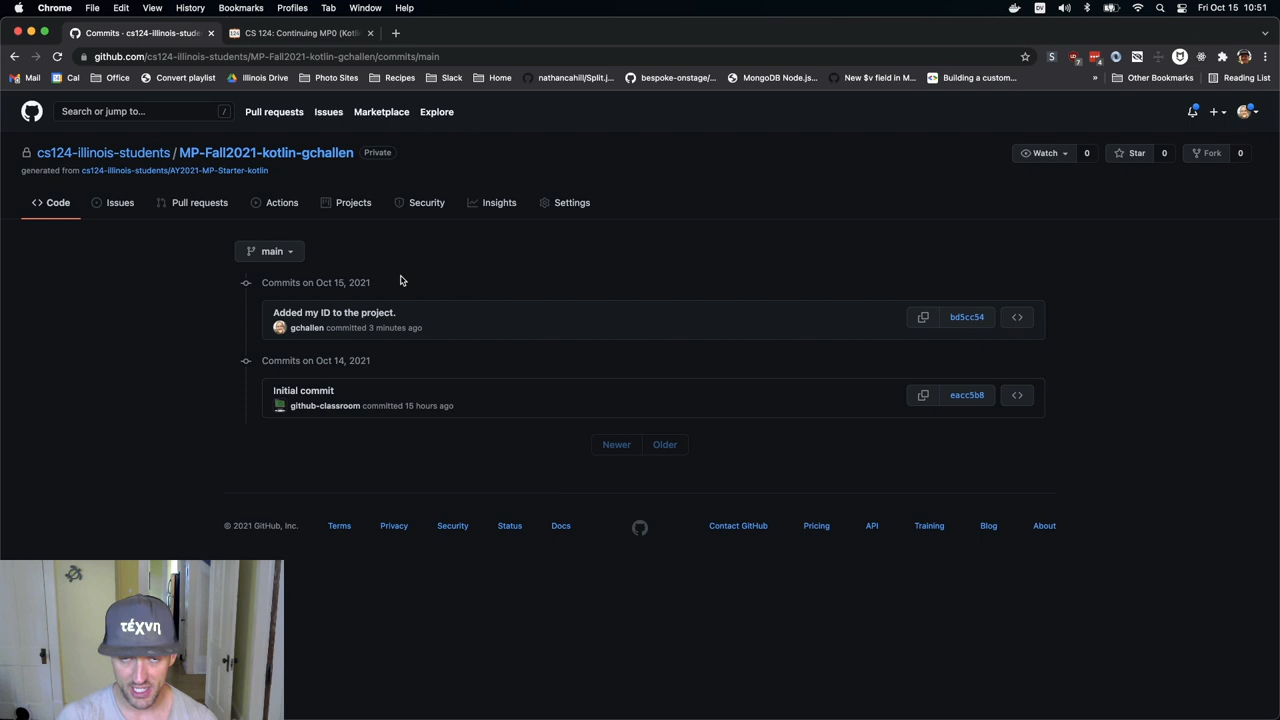 Chrome File Edit View History Bookmarks Profiles Tab Window Help DV Fri Oct 15 10:51
Commits · cs124-illinois-stude CS 124: Continuing MP0 (Kotl
github.com/cs124-illinois-students/MP-Fall2021-kotlin-gchallen/commits/main
Mail Cal Office Convert playlist Illinois Drive Photo Sites Recipes Slack Home nathancahill/Split.j... bespoke-onstage/... MongoDB Node.js... New $v field in M... Building a custom... » Other Bookmarks Reading List
Search or jump to... / Pull requests Issues Marketplace Explore
cs124-illinois-students / MP-Fall2021-kotlin-gchallen Private Watch 0 Star 0 Fork 0
generated from cs124-illinois-students/AY2021-MP-Starter-kotlin
Code Issues Pull requests Actions Projects Security Insights Settings
main
Commits on Oct 15, 2021
Added my ID to the project.
gchallen committed 3 minutes ago
bd5cc54
Commits on Oct 14, 2021
Initial commit
github-classroom committed 15 hours ago
eacc5b8
Newer Older
© 2021 GitHub, Inc. Terms Privacy Security Status Docs Contact GitHub Pricing API Training Blog About
τέχνη